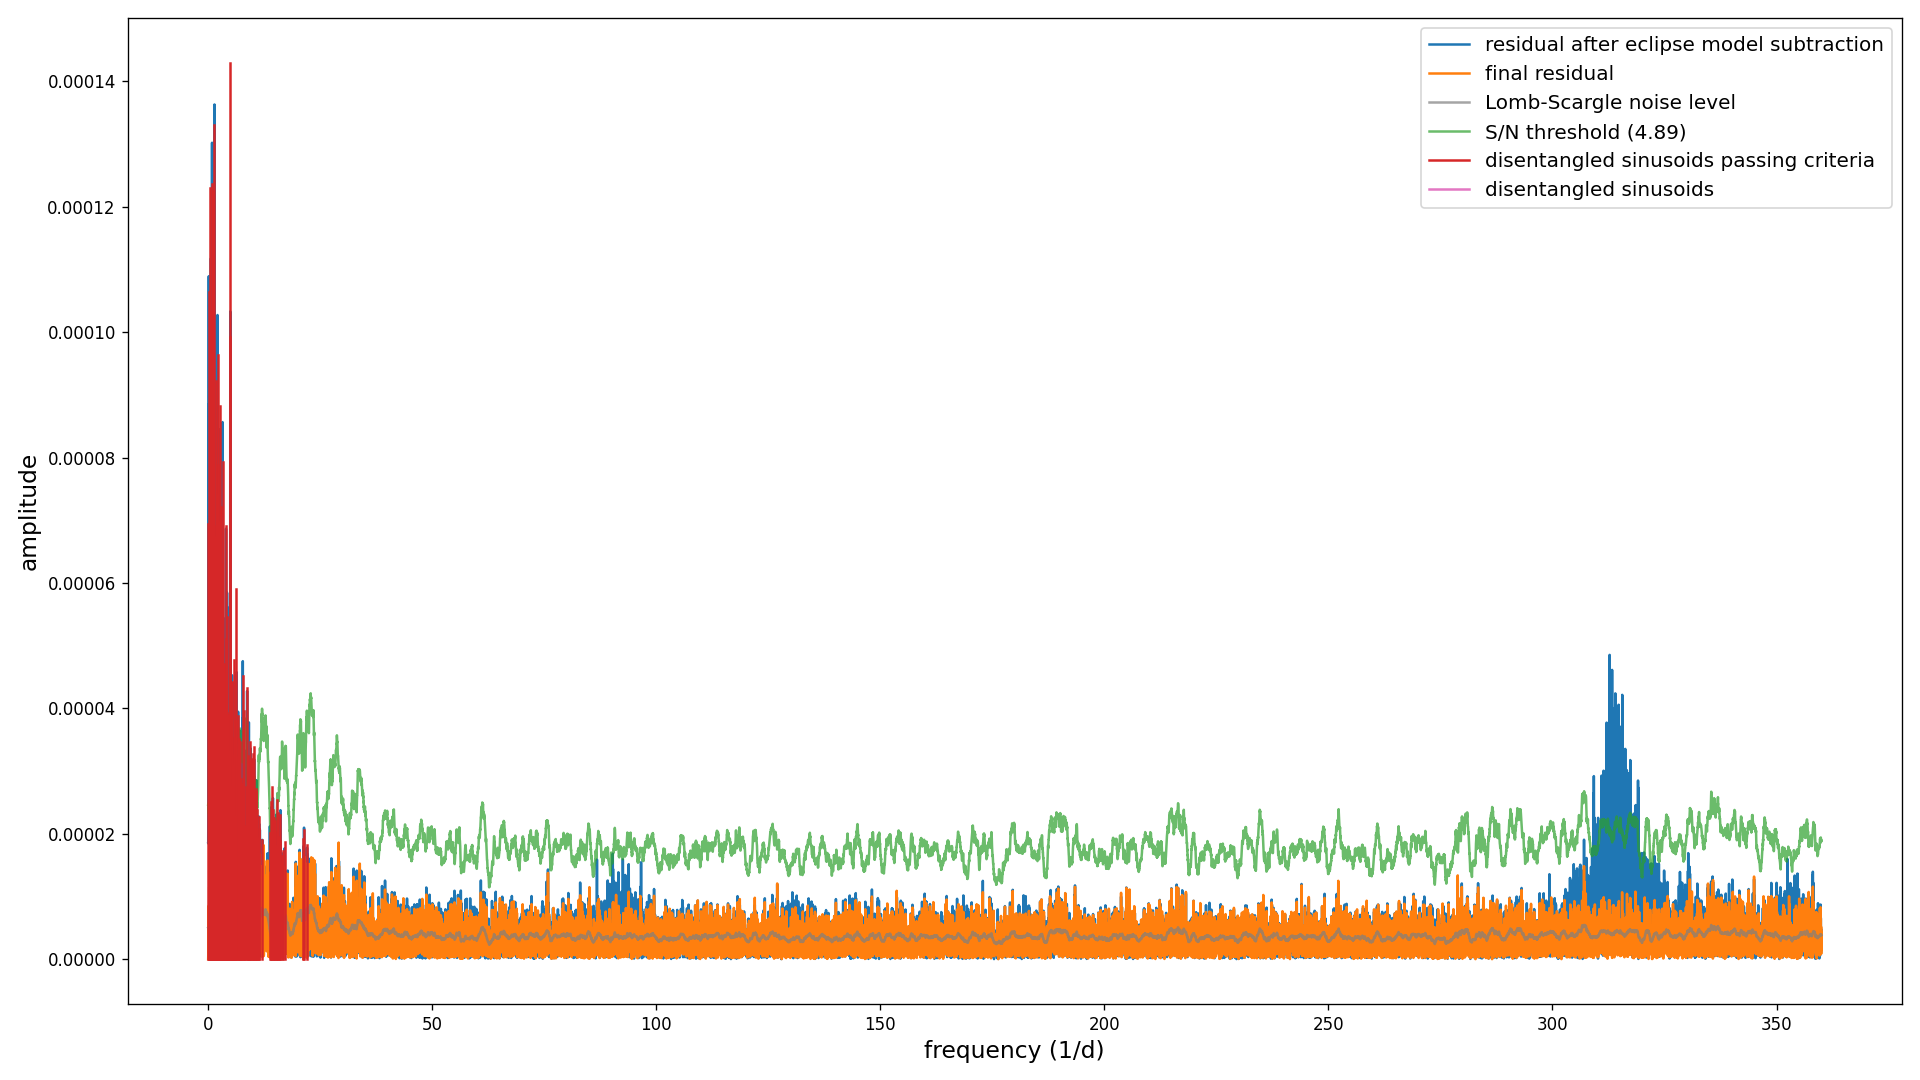 residual after eclipse model subtraction
final residual
Lomb-Scargle noise level
S/N threshold (4.89)
disentangled sinusoids passing criteria
disentangled sinusoids
0.00014
0.00012
0.00010
0.00008
0.00006
0.00004
0.00002
0.00000
amplitude
0 50 100 150 200 250 300 350
frequency (1/d)